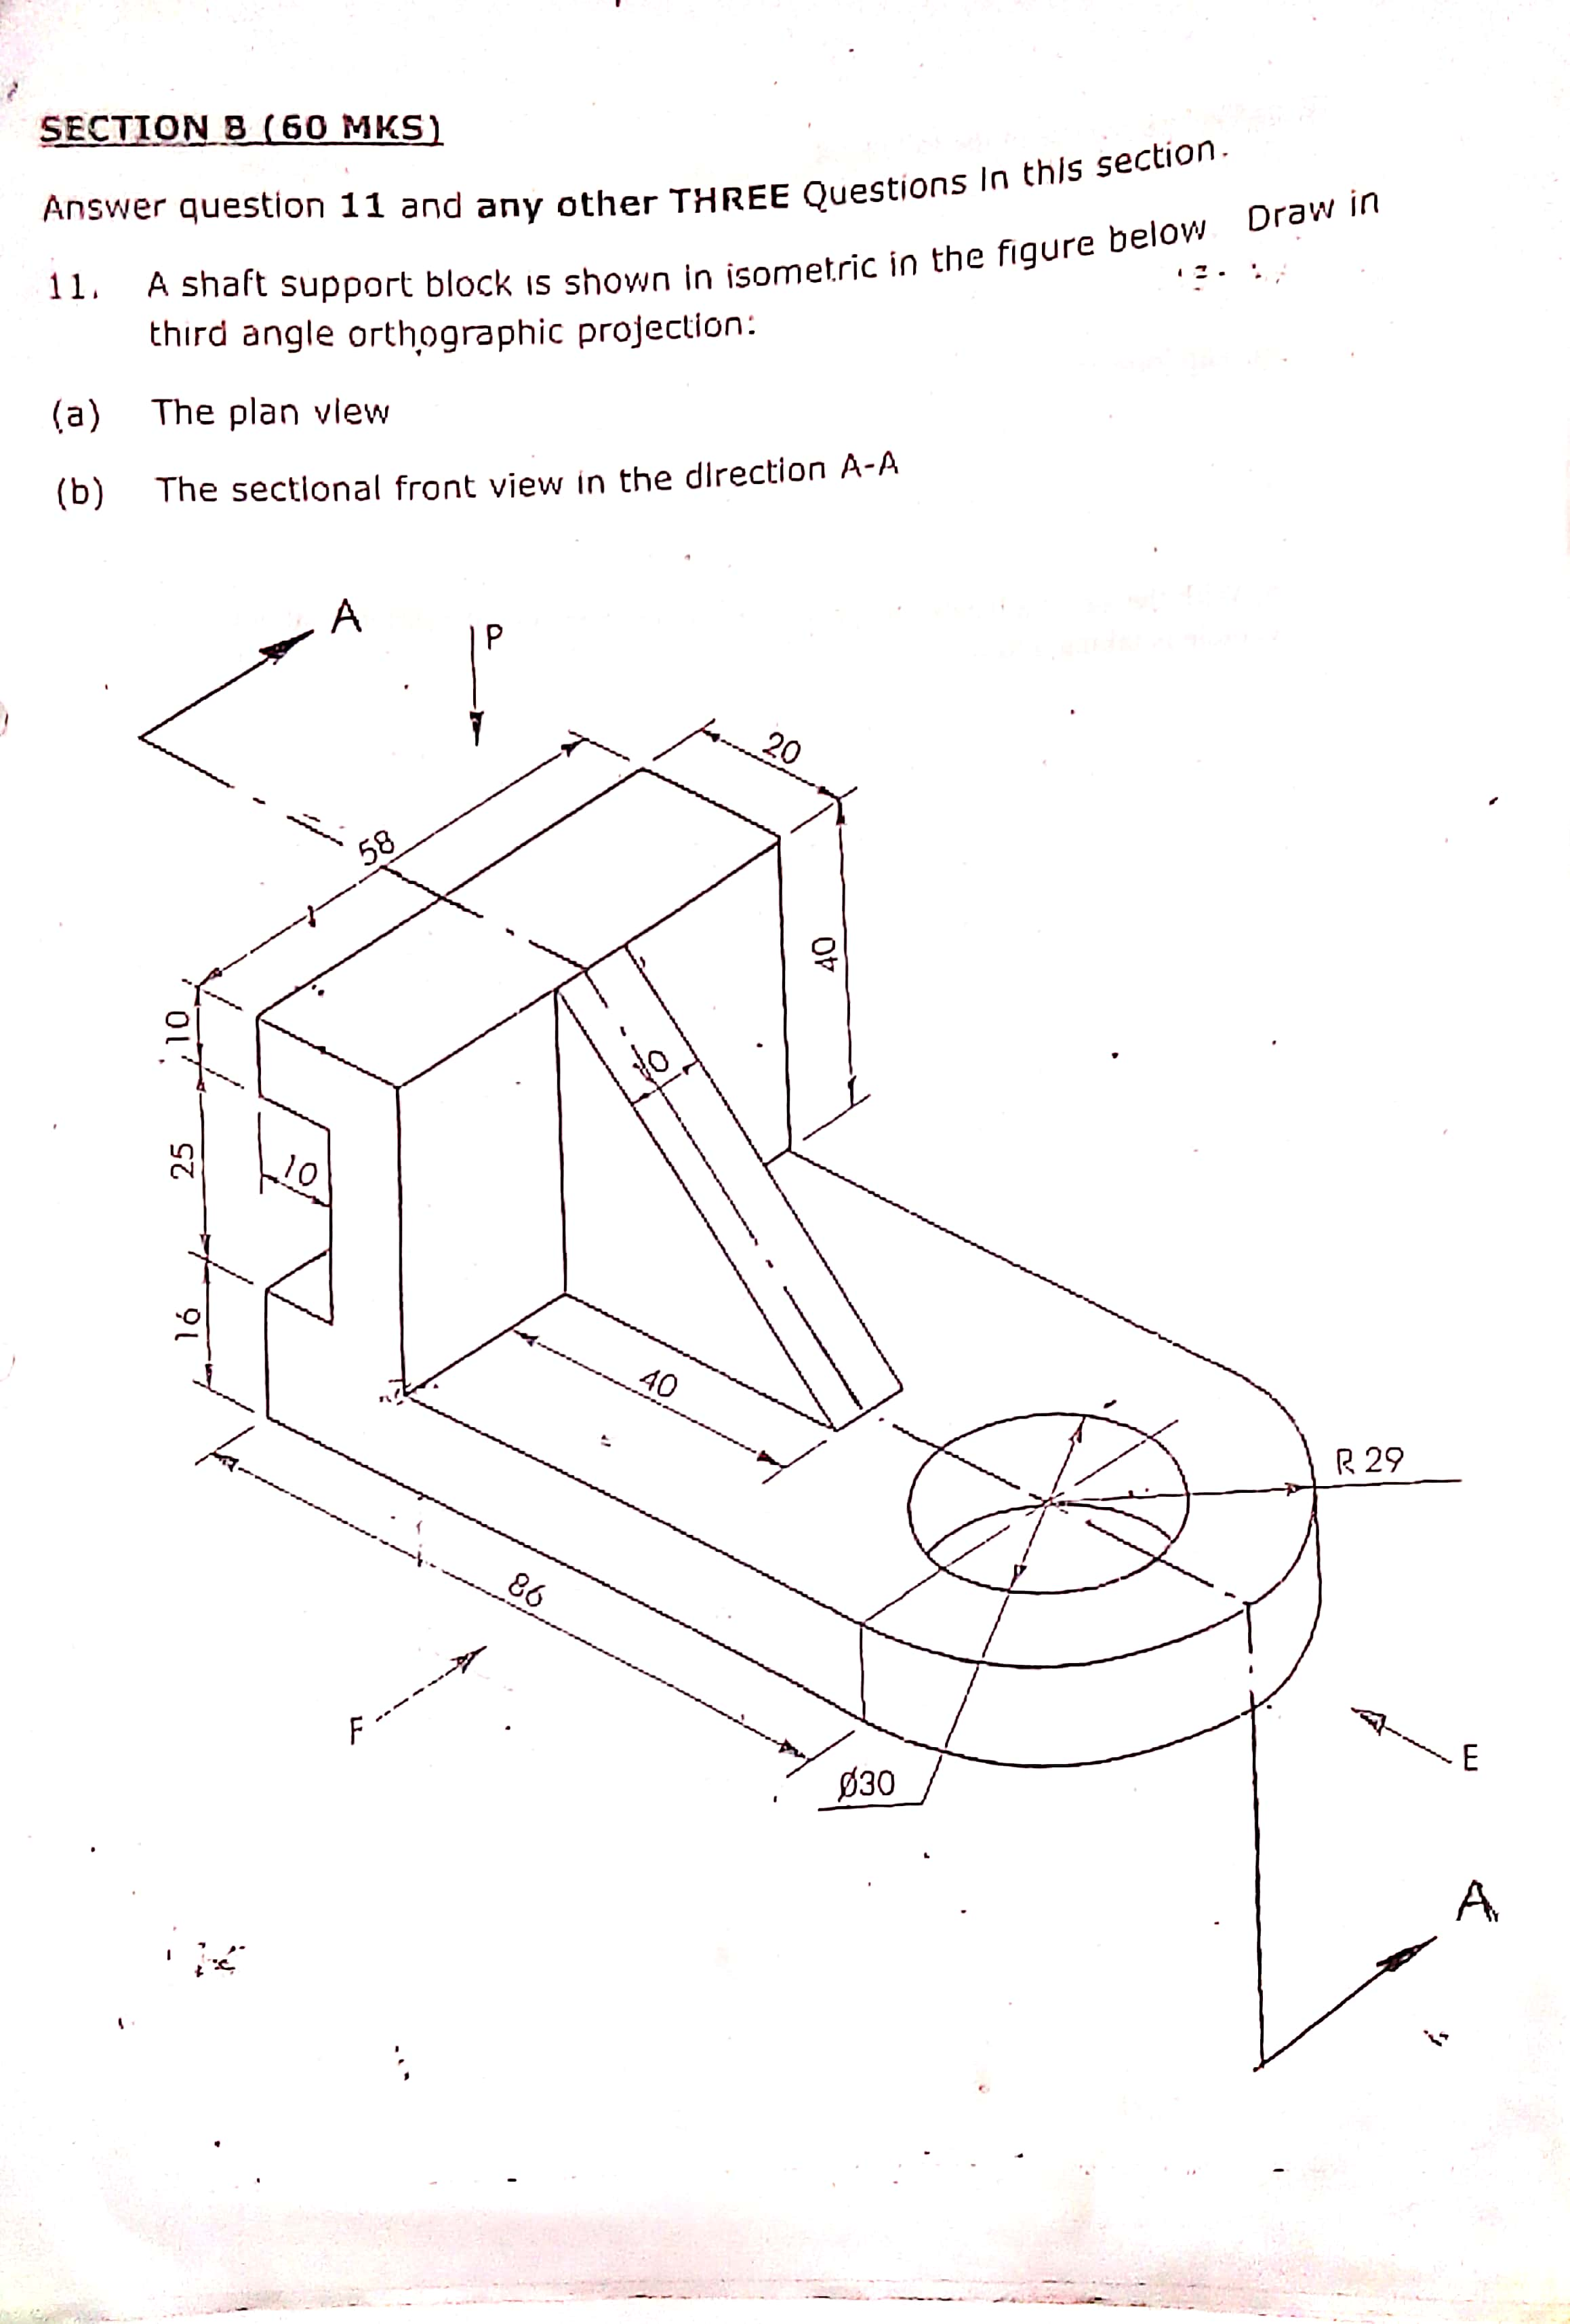 SECTION B (60 MKS)
Answer question 11 and any other THREE Questions in this section.
11. A shaft support block is shown in isometric in the figure below Draw in
third angle orthographic projection:
(a) The plan view
(b) The sectional front view in the direction A-A
A
P
20
58
40
10
10
25
10
16
40
R 29
86
F
E
Ø30
A